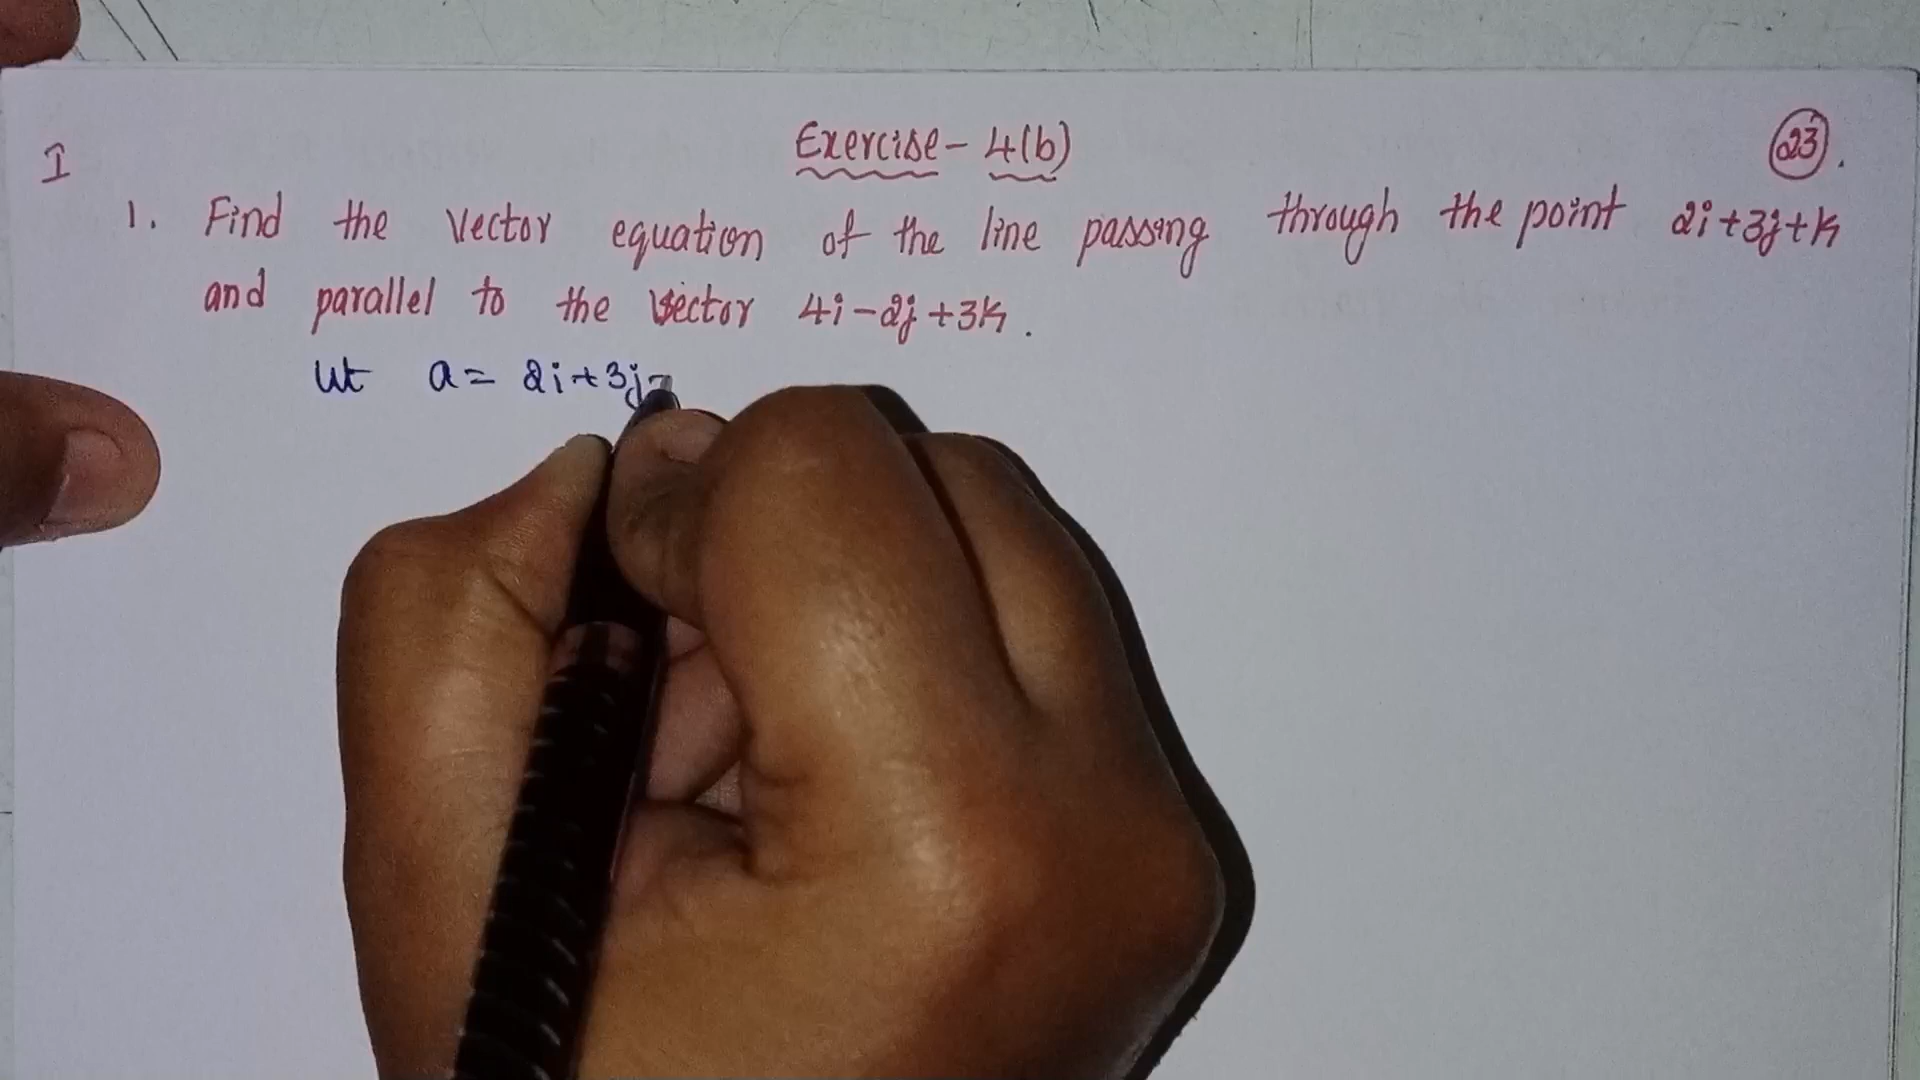 Exercise - 4(b)
23.
I
1. Find the vector equation of the line passing through the point 2i+3j+k
and parallel to the vector 4i-2j+3k.
Let a = 2i+3j